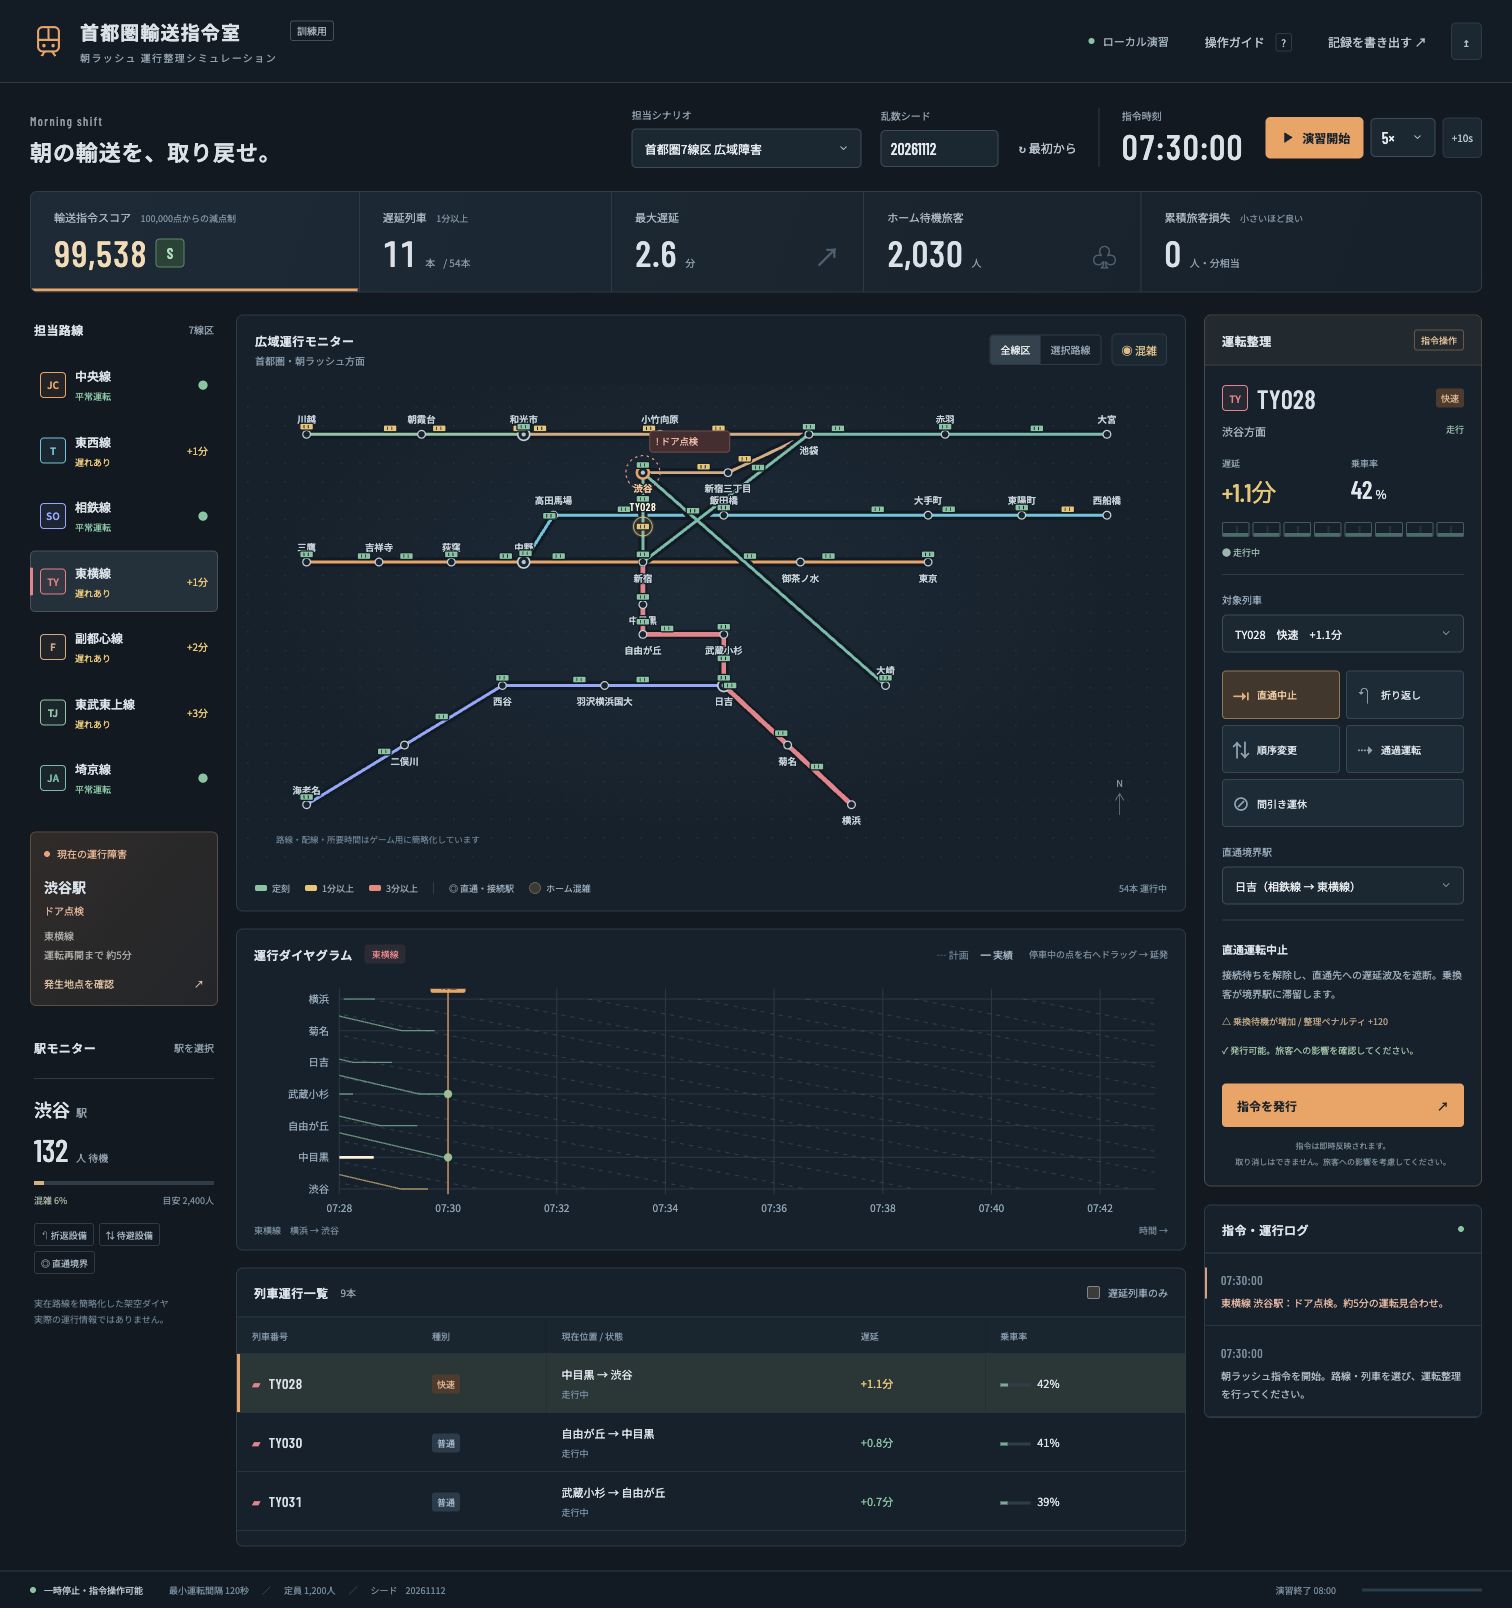 首都圏輸送指令室 訓練用
朝ラッシュ 運行整理シミュレーション
ローカル演習 操作ガイド ? 記録を書き出す ↗ ↥
Morning shift
朝の輸送を、取り戻せ。
担当シナリオ
首都圏7線区 広域障害
乱数シード
20261112
↻ 最初から
指令時刻
07:30:00
▶ 演習開始
5×
+10s
輸送指令スコア 100,000点からの減点制
99,538 S
遅延列車 1分以上
11 本 / 54本
最大遅延
2.6 分
ホーム待機旅客
2,030 人
累積旅客損失 小さいほど良い
0 人・分相当
担当路線 7線区
JC 中央線
平常運転
T 東西線 +1分
遅れあり
SO 相鉄線
平常運転
TY 東横線 +1分
遅れあり
F 副都心線 +2分
遅れあり
TJ 東武東上線 +3分
遅れあり
JA 埼京線
平常運転
現在の運行障害
渋谷駅
ドア点検
東横線
運転再開まで 約5分
発生地点を確認 ↗
駅モニター 駅を選択
渋谷 駅
132 人 待機
混雑 6% 目安 2,400人
折返設備 ⇅ 待避設備
◎ 直通境界
実在路線を簡略化した架空ダイヤ
実際の運行情報ではありません。
広域運行モニター
首都圏・朝ラッシュ方面
全線区 選択路線 ◉ 混雑
川越 朝霞台 和光市 小竹向原 赤羽 大宮
! ドア点検
池袋
渋谷 新宿三丁目
高田馬場 TY028 飯田橋 大手町 東陽町 西船橋
三鷹 吉祥寺 荻窪 中野
新宿 御茶ノ水 東京
中目黒
自由が丘 武蔵小杉
大崎
西谷 羽沢横浜国大 日吉
二俣川 菊名
海老名
横浜
N
路線・配線・所要時間はゲーム用に簡略化しています
定刻 1分以上 3分以上 ◎ 直通・接続駅 ホーム混雑 54本 運行中
運行ダイヤグラム 東横線
計画 実績 停車中の点を右へドラッグ → 延発
横浜
菊名
日吉
武蔵小杉
自由が丘
中目黒
渋谷
07:28 07:30 07:32 07:34 07:36 07:38 07:40 07:42
東横線 横浜 → 渋谷 時間 →
列車運行一覧 9本 遅延列車のみ
列車番号 種別 現在位置 / 状態 遅延 乗車率
TY028 快速 中目黒 → 渋谷 +1.1分 42%
走行中
TY030 普通 自由が丘 → 中目黒 +0.8分 41%
走行中
TY031 普通 武蔵小杉 → 自由が丘 +0.7分 39%
走行中
運転整理 指令操作
TY TY028 快速
渋谷方面 走行
遅延 乗車率
+1.1分 42 %
走行中
対象列車
TY028 快速 +1.1分
直通中止 折り返し
順序変更 通過運転
間引き運休
直通境界駅
日吉（相鉄線 → 東横線）
直通運転中止
接続待ちを解除し、直通先への遅延波及を遮断。乗換
客が境界駅に滞留します。
△ 乗換待機が増加 / 整理ペナルティ +120
✓ 発行可能。旅客への影響を確認してください。
指令を発行 ↗
指令は即時反映されます。
取り消しはできません。旅客への影響を考慮してください。
指令・運行ログ
07:30:00
東横線 渋谷駅：ドア点検。約5分の運転見合わせ。
07:30:00
朝ラッシュ指令を開始。路線・列車を選び、運転整理
を行ってください。
一時停止・指令操作可能 最小運転間隔 120秒 ／ 定員 1,200人 ／ シード 20261112 演習終了 08:00